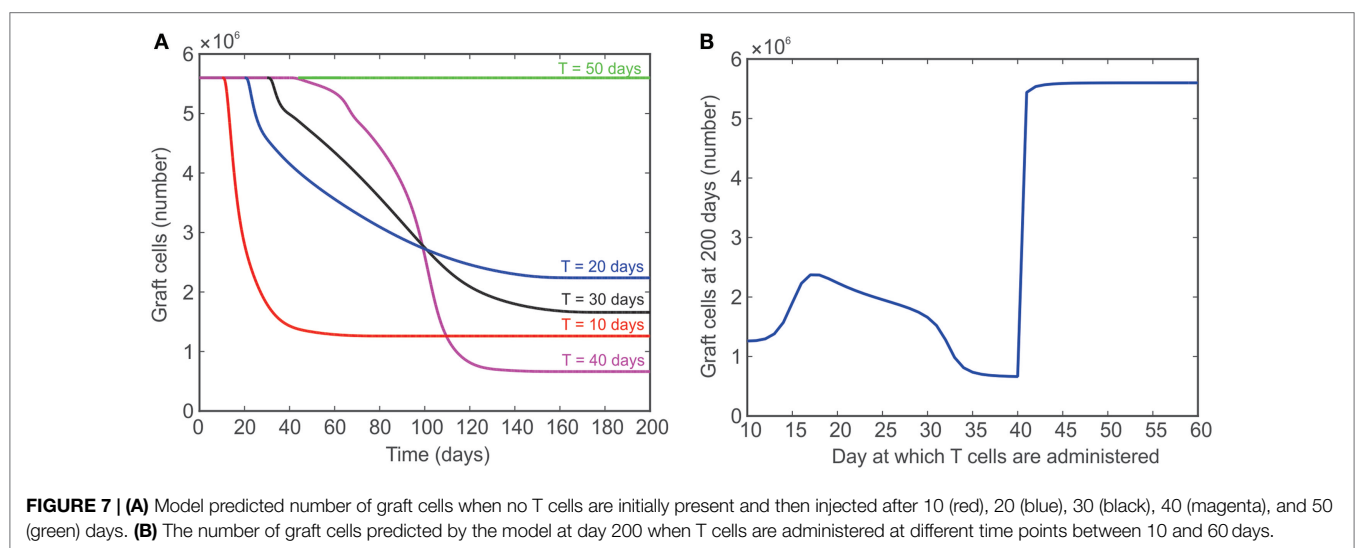 A
×10⁶
6
5
4
3
2
1
0
Graft cells (number)
T = 50 days
T = 20 days
T = 30 days
T = 10 days
T = 40 days
0 20 40 60 80 100 120 140 160 180 200
Time (days)
B
×10⁶
6
5
4
3
2
1
0
Graft cells at 200 days (number)
10 15 20 25 30 35 40 45 50 55 60
Day at which T cells are administered
FIGURE 7 | (A) Model predicted number of graft cells when no T cells are initially present and then injected after 10 (red), 20 (blue), 30 (black), 40 (magenta), and 50
(green) days. (B) The number of graft cells predicted by the model at day 200 when T cells are administered at different time points between 10 and 60 days.